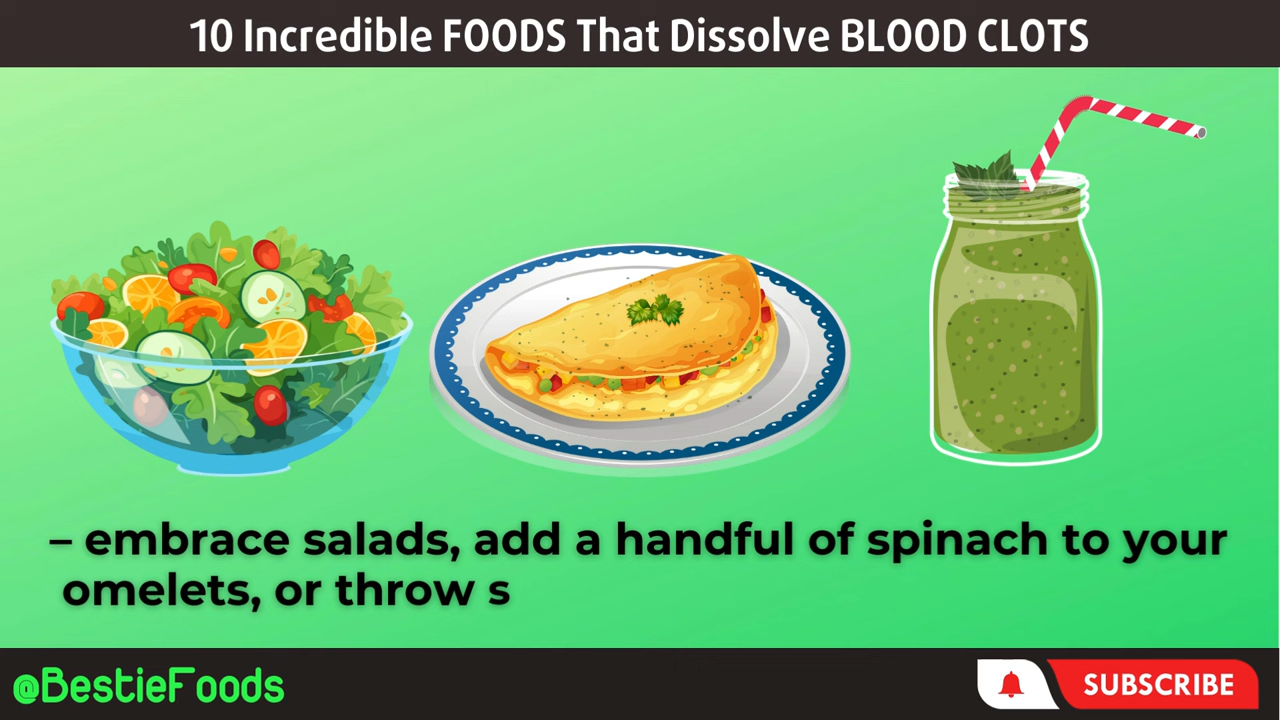 10 Incredible FOODS That Dissolve BLOOD CLOTS
– embrace salads, add a handful of spinach to your
omelets, or throw s
@BestieFoods
SUBSCRIBE